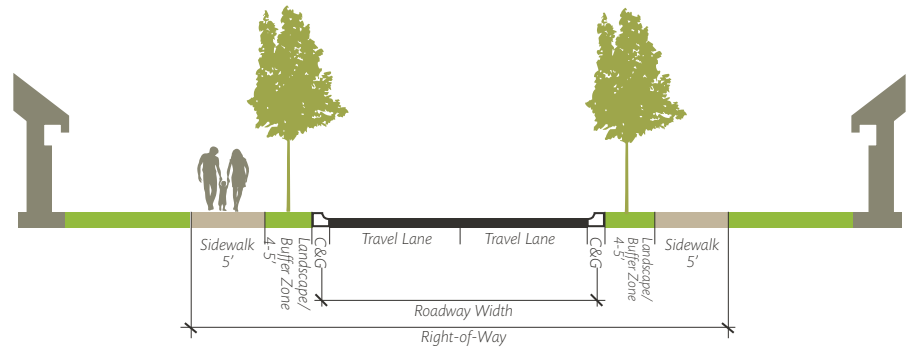 Sidewalk
5'
Landscape/
Buffer Zone
4-5'
C&G
Travel Lane
Travel Lane
C&G
Landscape/
Buffer Zone
4-5'
Sidewalk
5'
Roadway Width
Right-of-Way